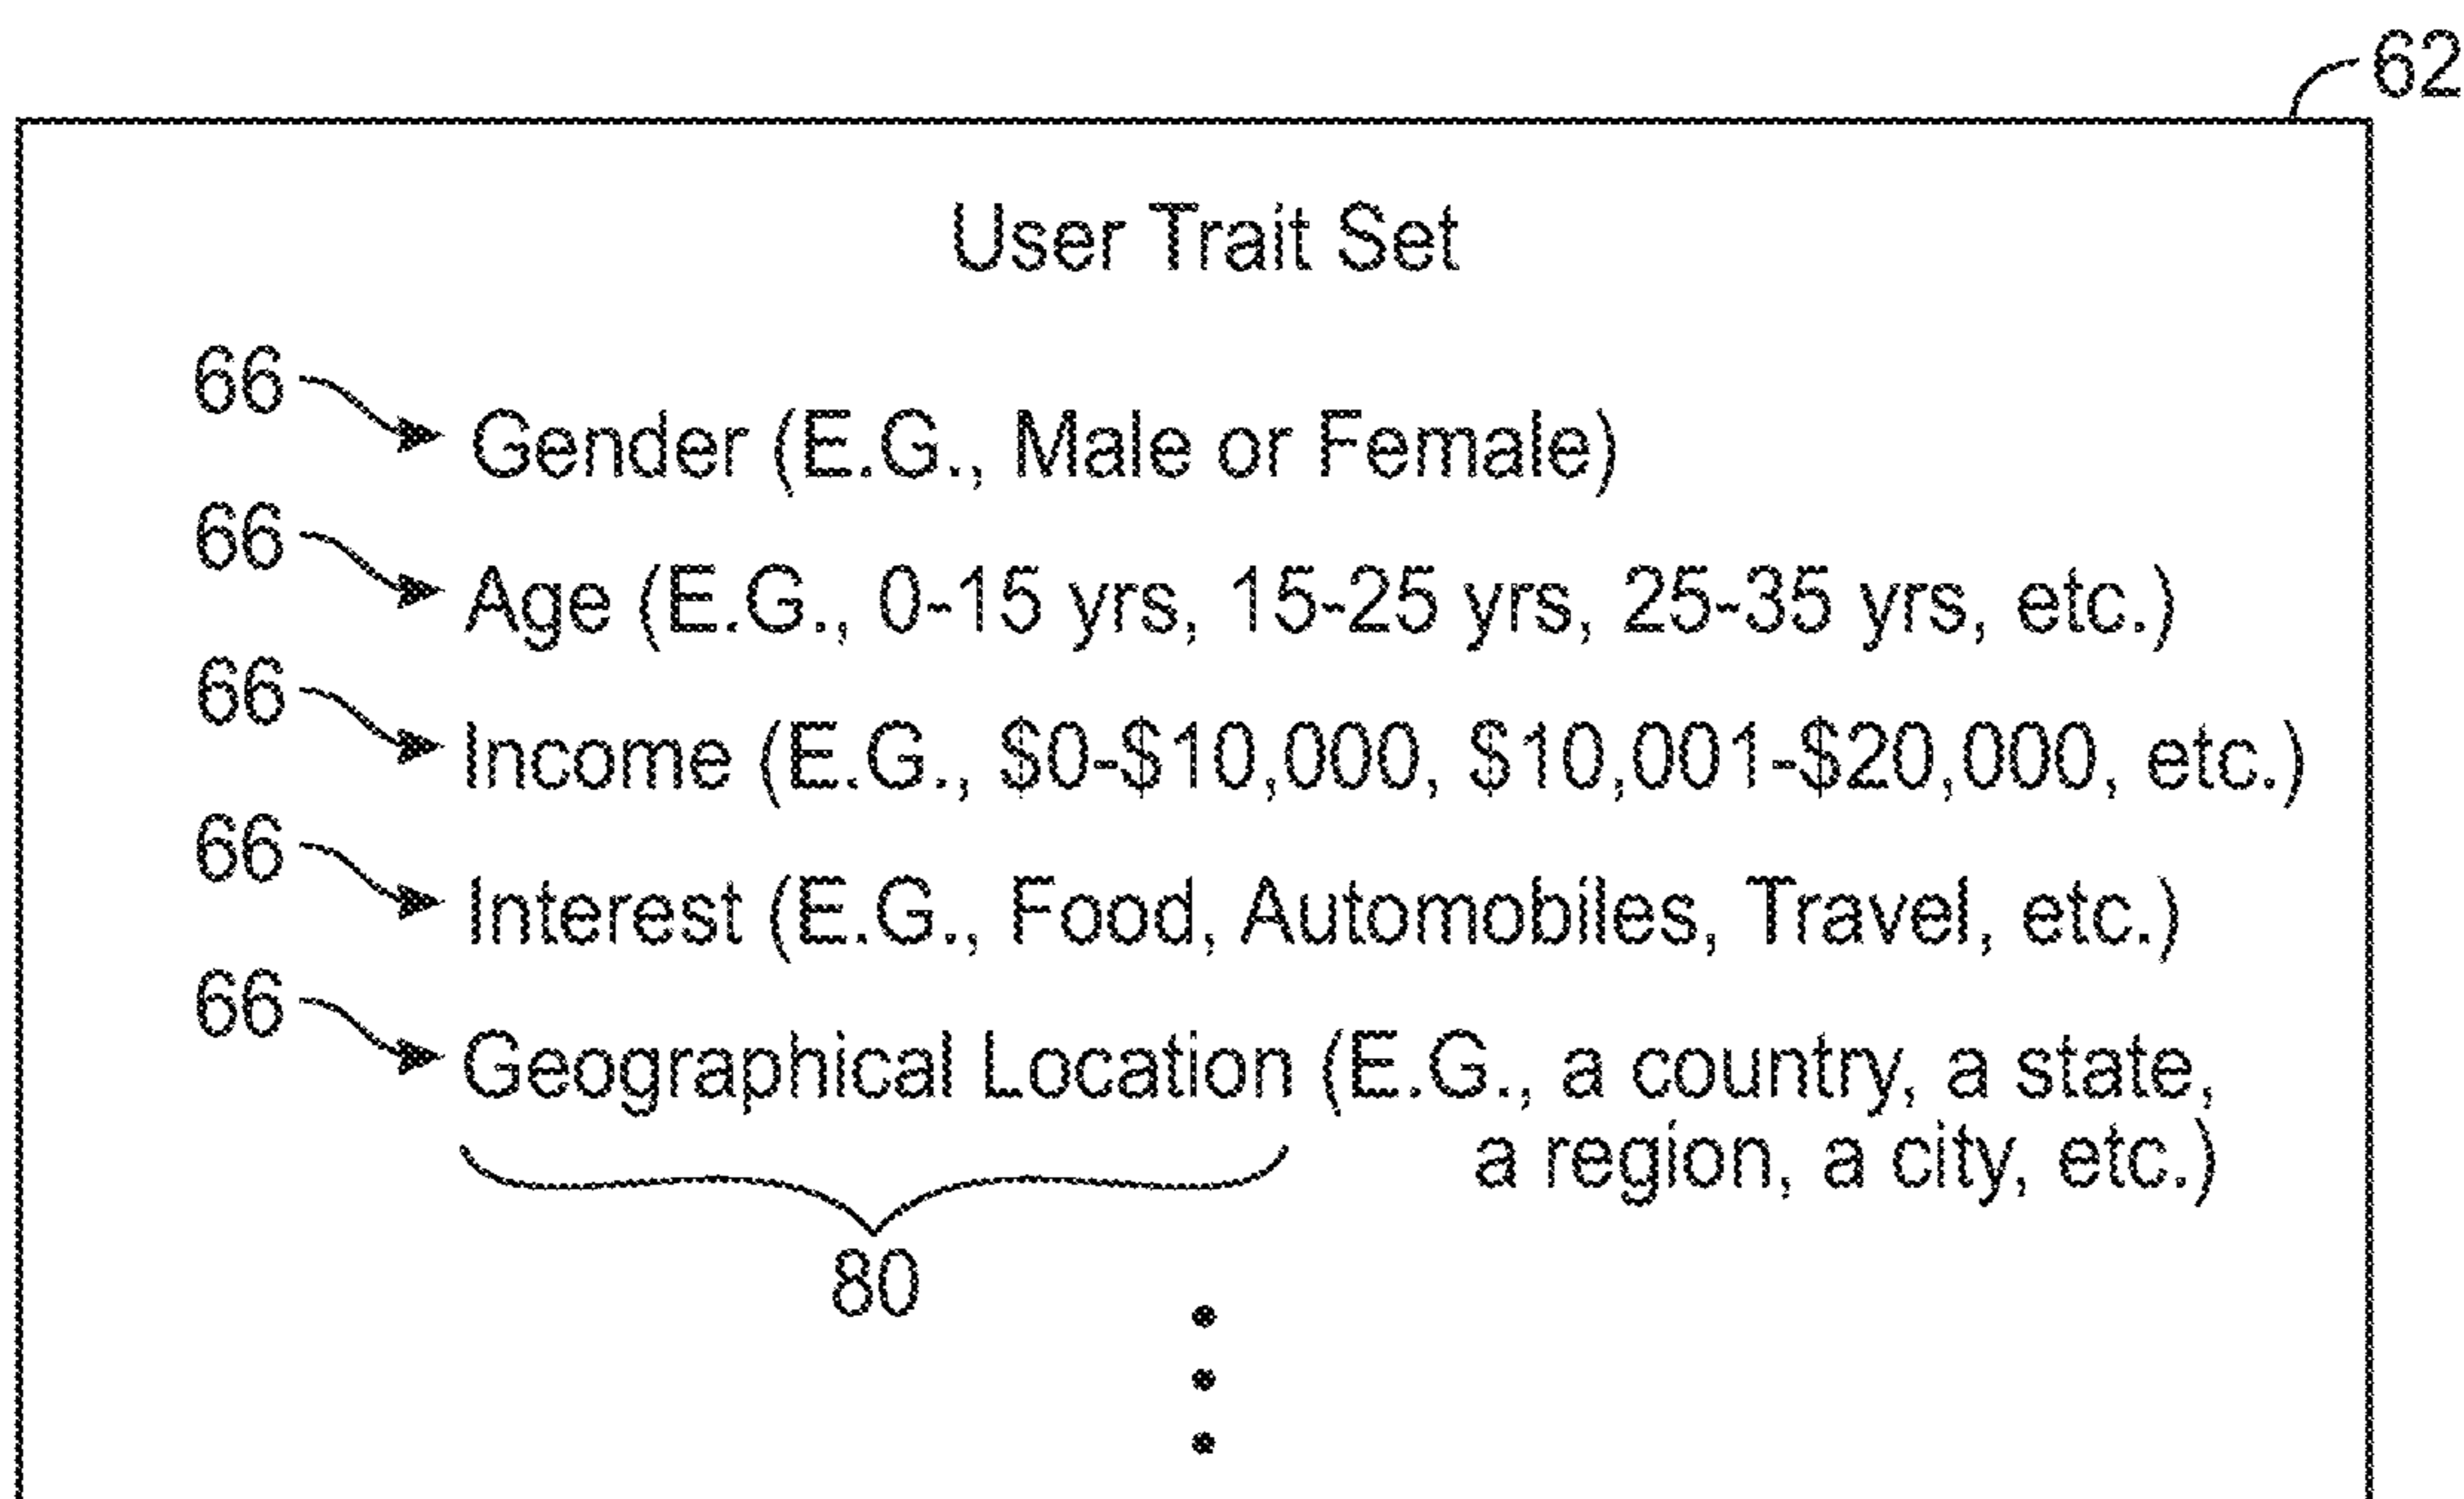 62
User Trait Set
66
Gender (E.G., Male or Female)
66
Age (E.G., 0-15 yrs, 15-25 yrs, 25-35 yrs, etc.)
66
Income (E.G., $0-$10,000, $10,001-$20,000, etc.)
66
Interest (E.G., Food, Automobiles, Travel, etc.)
66
Geographical Location (E.G., a country, a state,
a region, a city, etc.)
80